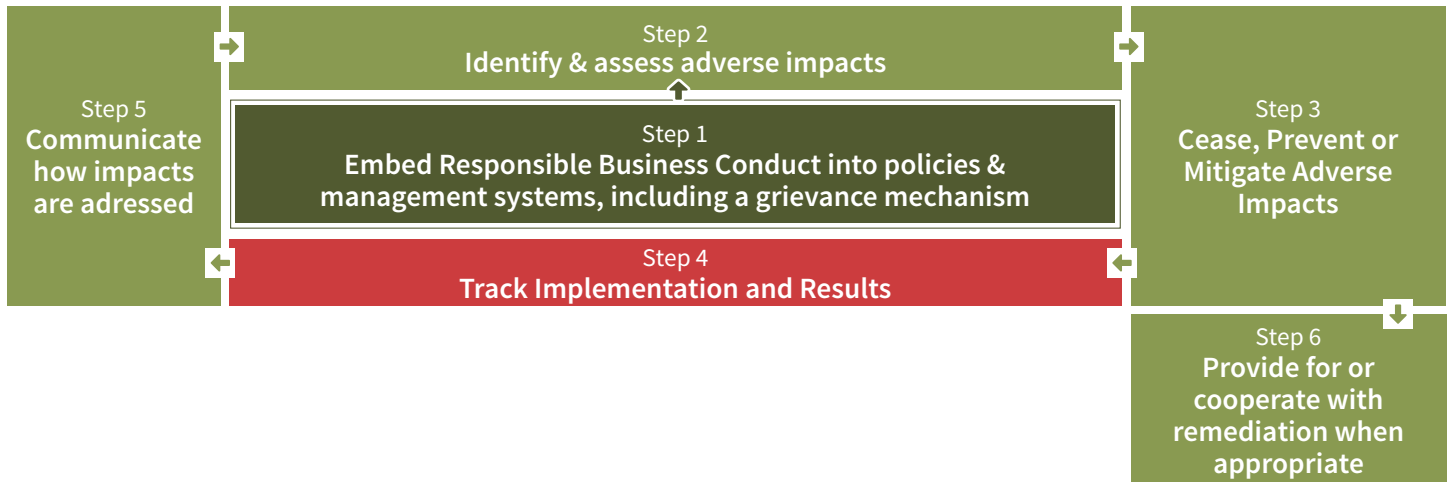 Step 2
Identify & assess adverse impacts
Step 5
Communicate
how impacts
are adressed
Step 1
Embed Responsible Business Conduct into policies &
management systems, including a grievance mechanism
Step 3
Cease, Prevent or
Mitigate Adverse
Impacts
Step 4
Track Implementation and Results
Step 6
Provide for or
cooperate with
remediation when
appropriate